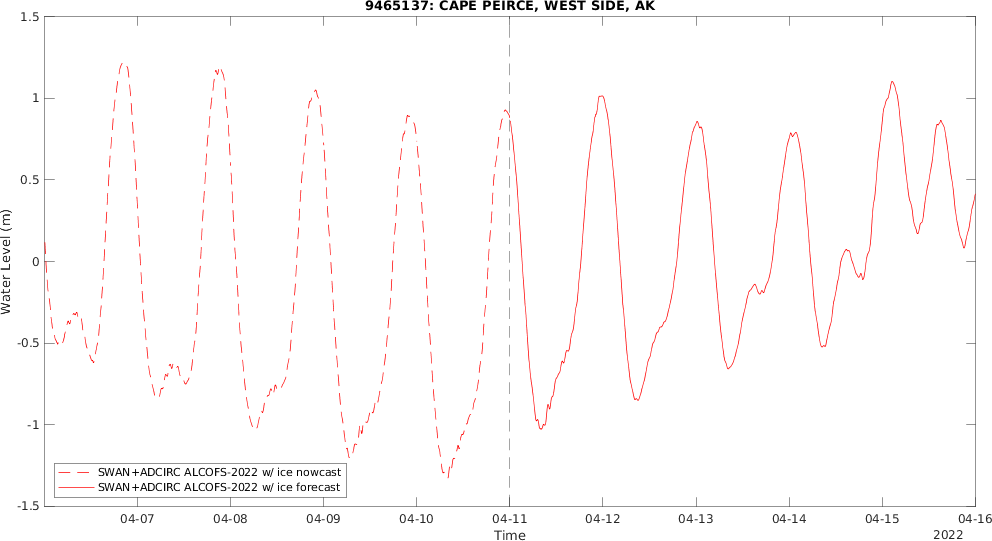 9465137: CAPE PEIRCE, WEST SIDE, AK
1.5
1
0.5
0
-0.5
-1
-1.5
Water Level (m)
SWAN+ADCIRC ALCOFS-2022 w/ ice nowcast
SWAN+ADCIRC ALCOFS-2022 w/ ice forecast
04-07 04-08 04-09 04-10 04-11 04-12 04-13 04-14 04-15 04-16
Time
2022